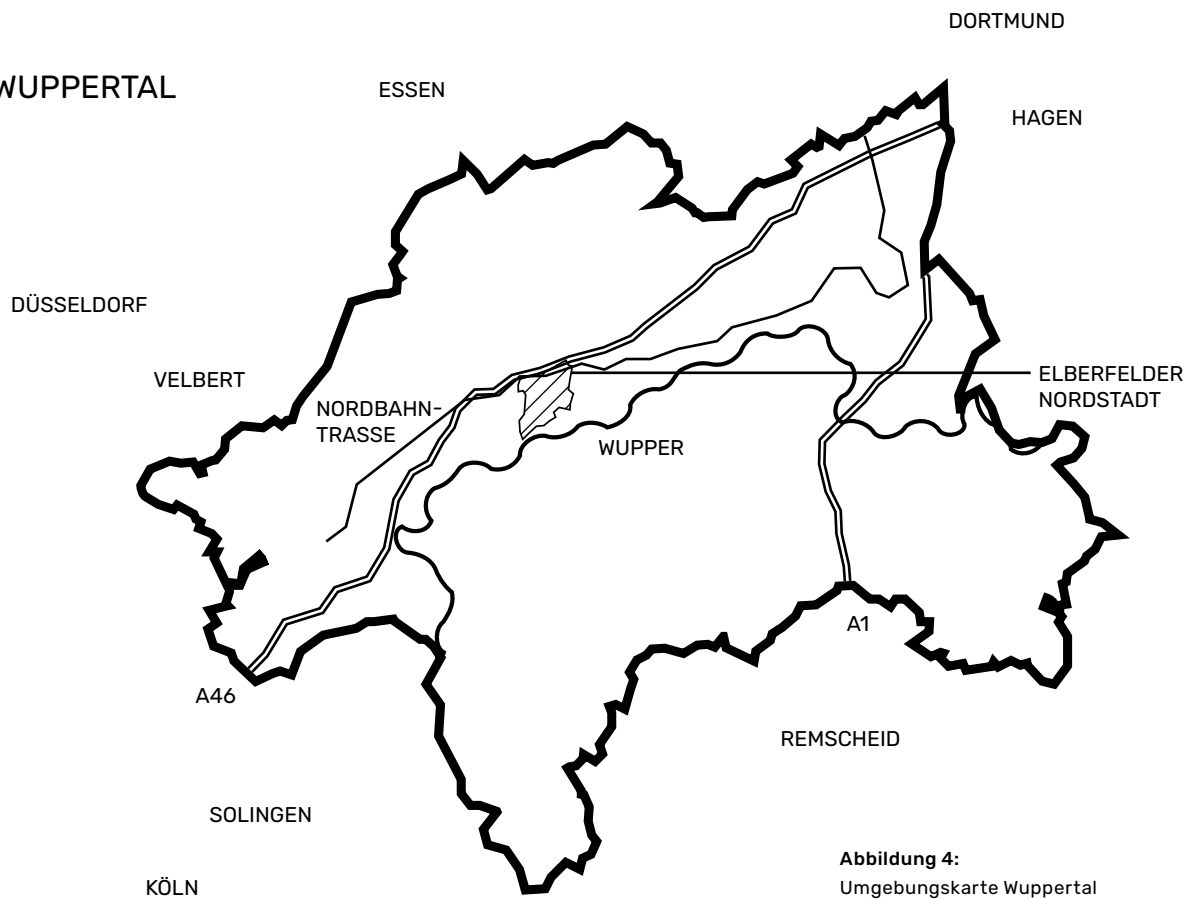 DORTMUND
WUPPERTAL
ESSEN
HAGEN
DÜSSELDORF
VELBERT
ELBERFELDER
NORDSTADT
NORDBAHN-
TRASSE
WUPPER
A1
A46
REMSCHEID
SOLINGEN
KÖLN
Abbildung 4:
Umgebungskarte Wuppertal